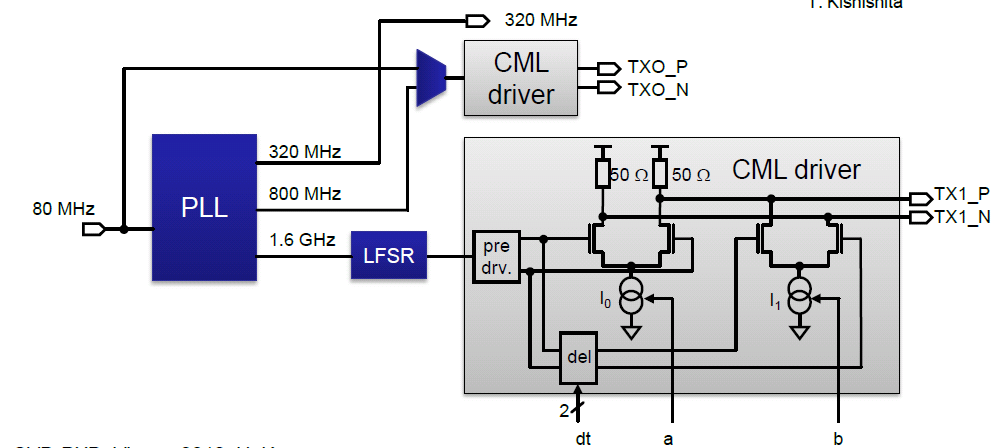 T. Kishishita
320 MHz
CML
driver
TXO_P
TXO_N
320 MHz
800 MHz
1.6 GHz
80 MHz
PLL
LFSR
50 Ω
50 Ω
CML driver
TX1_P
TX1_N
pre
drv.
I0
I1
del
2
dt
a
b